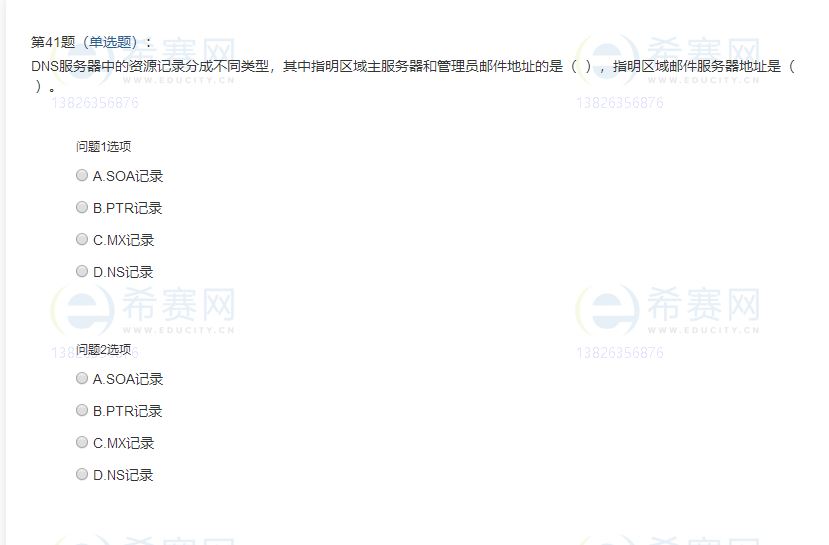 第41题（单选题）：
DNS服务器中的资源记录分成不同类型，其中指明区域主服务器和管理员邮件地址的是（ ），指明区域邮件服务器地址是（
）。
希赛网
WWW.EDUCITY.CN
13826356876
希赛网
WWW.EDUCITY.CN
13826356876
问题1选项
A.SOA记录
B.PTR记录
C.MX记录
D.NS记录
希赛网
WWW.EDUCITY.CN
13826356876
希赛网
WWW.EDUCITY.CN
13826356876
问题2选项
A.SOA记录
B.PTR记录
C.MX记录
D.NS记录
希赛网
希赛网